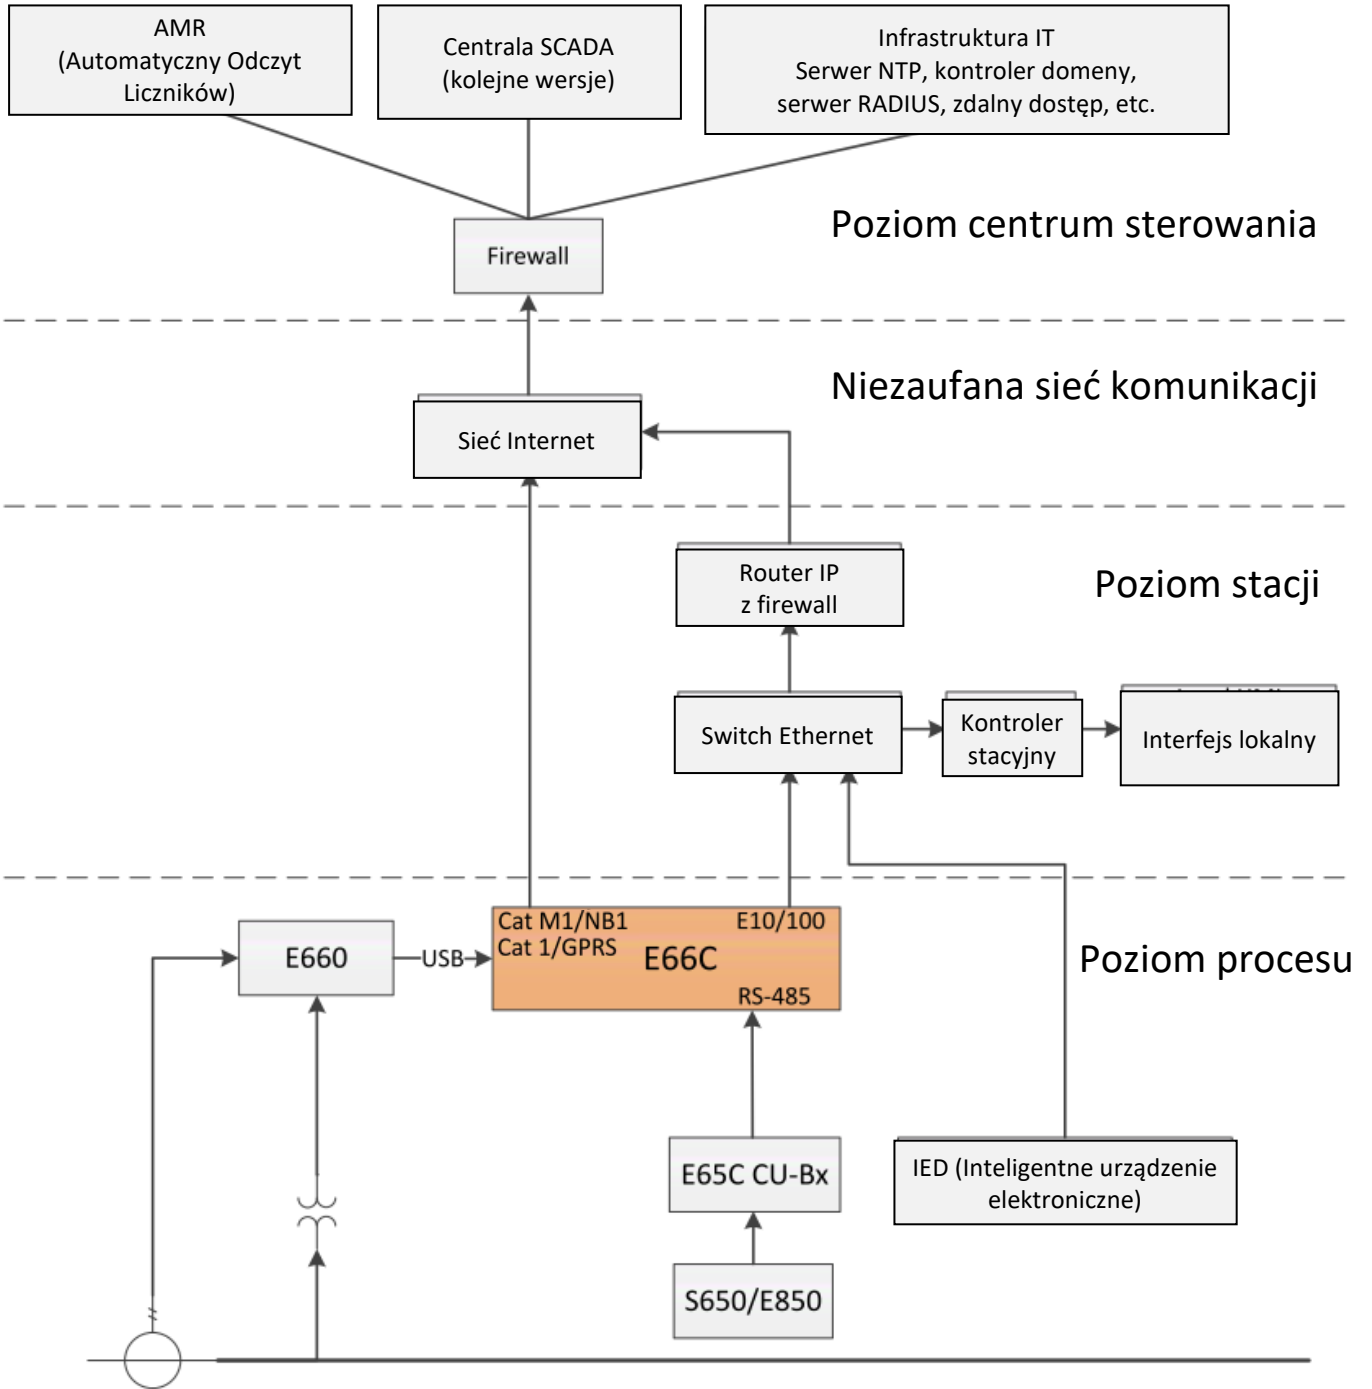 AMR
(Automatyczny Odczyt
Liczników)
Centrala SCADA
(kolejne wersje)
Infrastruktura IT
Serwer NTP, kontroler domeny,
serwer RADIUS, zdalny dostęp, etc.
Poziom centrum sterowania
Firewall
Niezaufana sieć komunikacji
Sieć Internet
Router IP
z firewall
Poziom stacji
Switch Ethernet
Kontroler
stacyjny
Interfejs lokalny
Cat M1/NB1
Cat 1/GPRS
E10/100
E66C
RS-485
E660
USB
Poziom procesu
E65C CU-Bx
IED (Inteligentne urządzenie
elektroniczne)
S650/E850